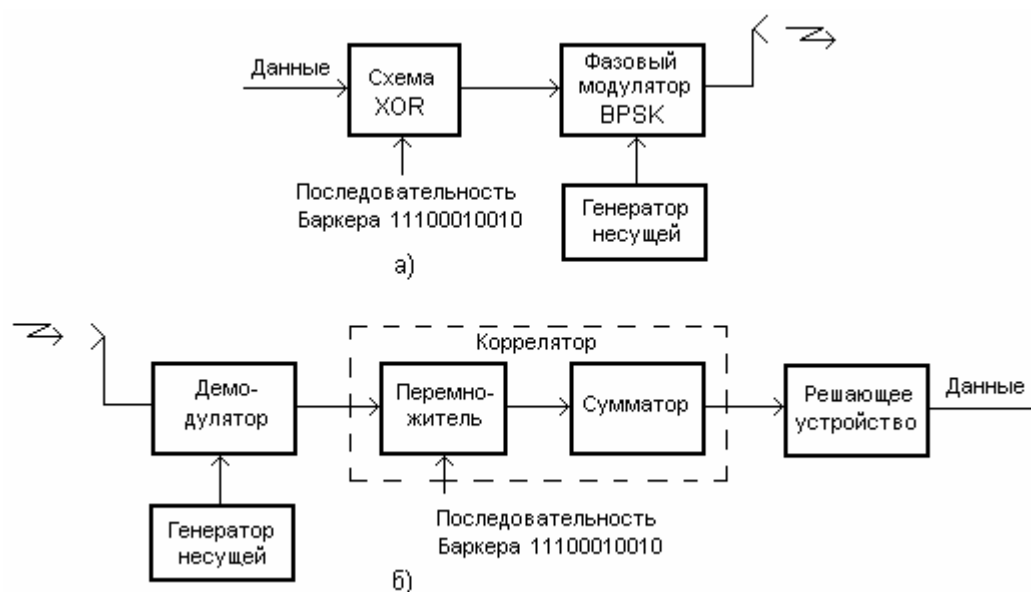 Данные
Схема
XOR
Фазовый
модулятор
BPSK
Последовательность
Баркера 11100010010
Генератор
несущей
а)
Коррелятор
Демо-
дулятор
Перемно-
житель
Сумматор
Решающее
устройство
Данные
Генератор
несущей
Последовательность
Баркера 11100010010
б)